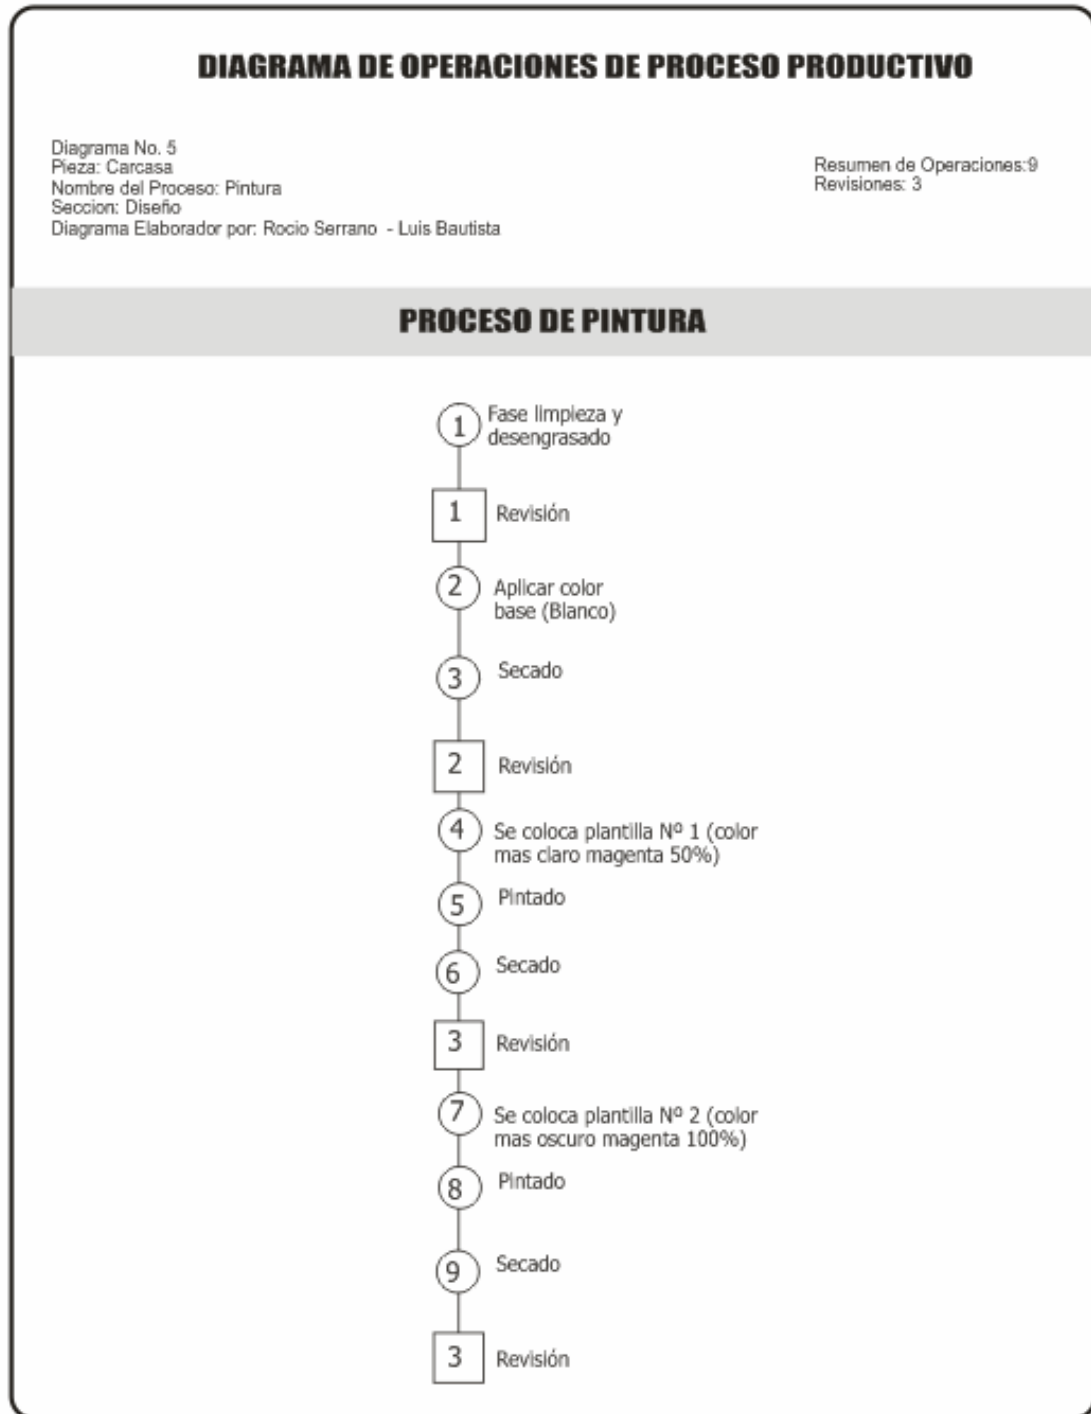 DIAGRAMA DE OPERACIONES DE PROCESO PRODUCTIVO
Diagrama No. 5
Pieza: Carcasa
Nombre del Proceso: Pintura
Seccion: Diseño
Diagrama Elaborador por: Rocio Serrano - Luis Bautista
Resumen de Operaciones:9
Revisiones: 3
PROCESO DE PINTURA
1 Fase limpieza y
desengrasado
1 Revisión
2 Aplicar color
base (Blanco)
3 Secado
2 Revisión
4 Se coloca plantilla Nº 1 (color
mas claro magenta 50%)
5 Pintado
6 Secado
3 Revisión
7 Se coloca plantilla Nº 2 (color
mas oscuro magenta 100%)
8 Pintado
9 Secado
3 Revisión